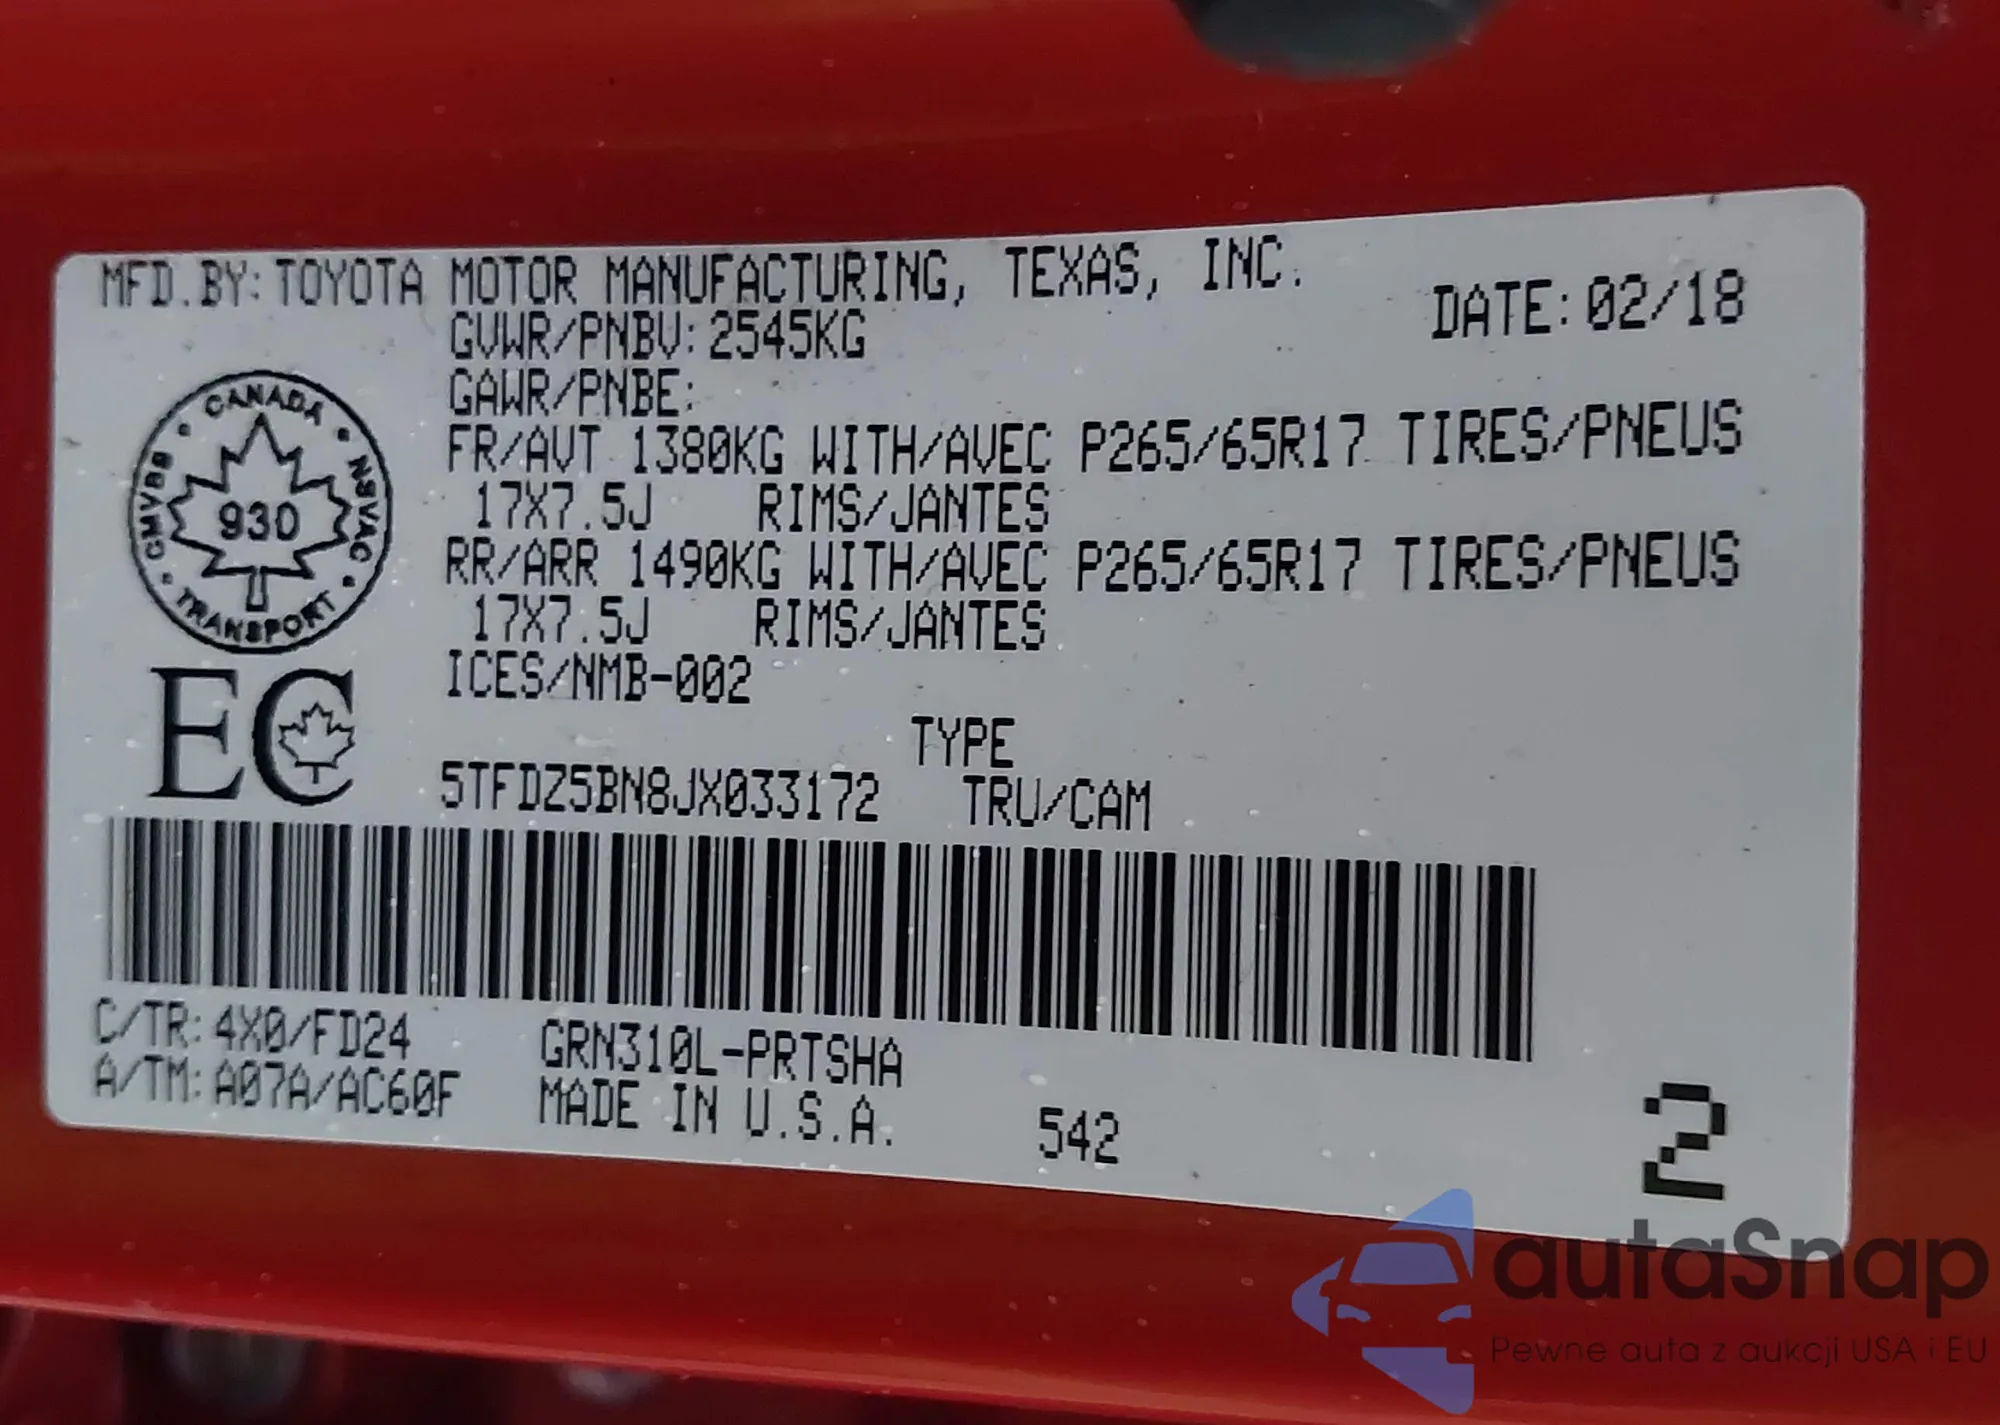 MFD.BY: TOYOTA MOTOR MANUFACTURING, TEXAS, INC.
DATE: 02/18
GVWR/PNBV: 2545KG
GAWR/PNBE:
FR/AVT 1380KG WITH/AVEC P265/65R17 TIRES/PNEUS
17X7.5J RIMS/JANTES
RR/ARR 1490KG WITH/AVEC P265/65R17 TIRES/PNEUS
17X7.5J RIMS/JANTES
ICES/NMB-002
CANADA
CMVSS
NSVAC
930
TRANSPORT
EC
TYPE
5TFDZ5BN8JX033172 TRU/CAM
C/TR: 4X0/FD24 GRN310L-PRTSHA
A/TM: A07A/AC60F MADE IN U.S.A. 542
2
autaSnap
Pewne auta z aukcji USA i EU